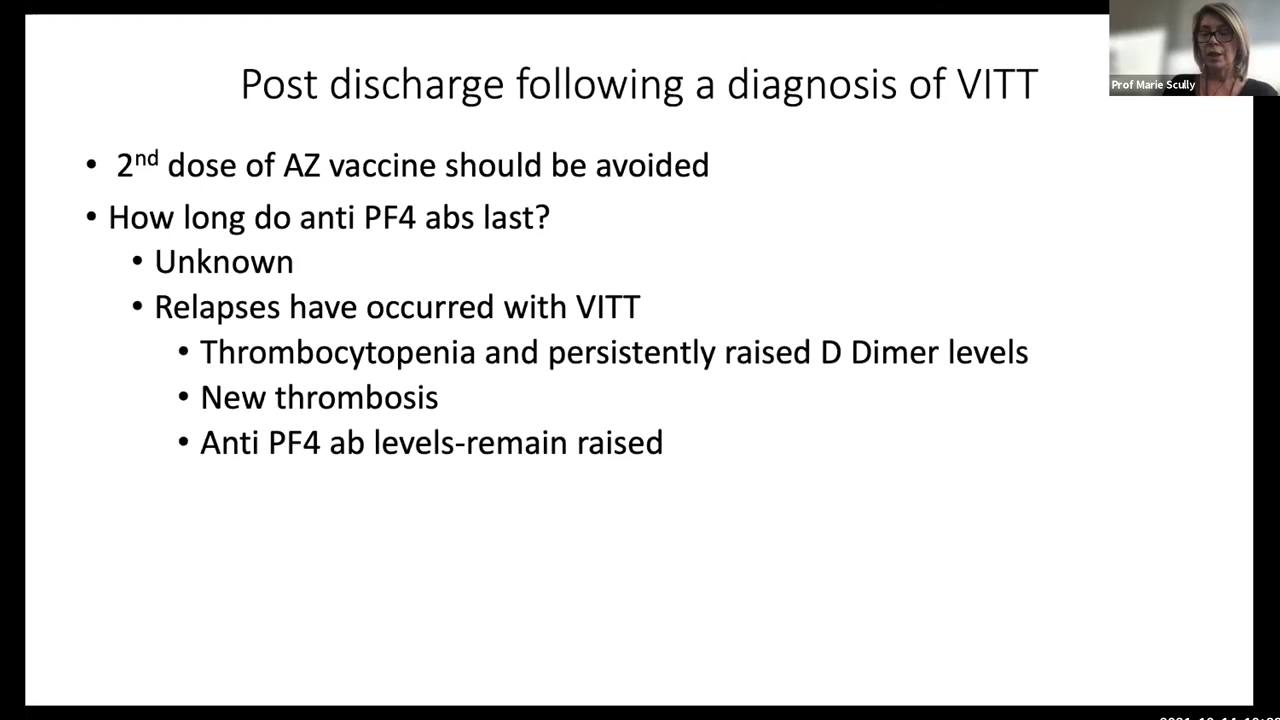 Post discharge following a diagnosis of VITT
Prof Marie Scully
• 2nd dose of AZ vaccine should be avoided
• How long do anti PF4 abs last?
• Unknown
• Relapses have occurred with VITT
• Thrombocytopenia and persistently raised D Dimer levels
• New thrombosis
• Anti PF4 ab levels-remain raised